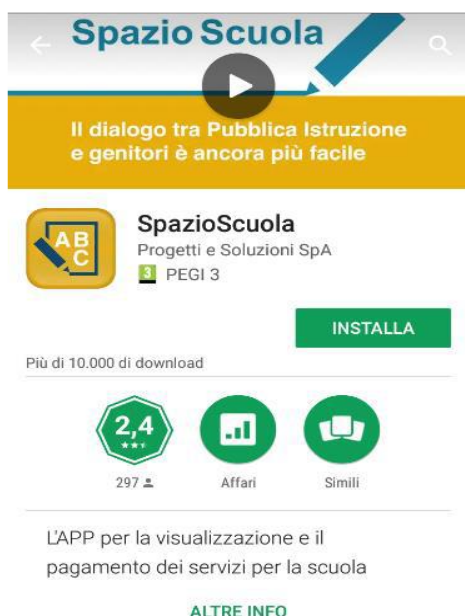 Spazio Scuola
Il dialogo tra Pubblica Istruzione
e genitori è ancora più facile
A B
C
SpazioScuola
Progetti e Soluzioni SpA
3 PEGI 3
INSTALLA
Più di 10.000 di download
2,4
297
Affari
Simili
L'APP per la visualizzazione e il
pagamento dei servizi per la scuola
ALTRE INFO